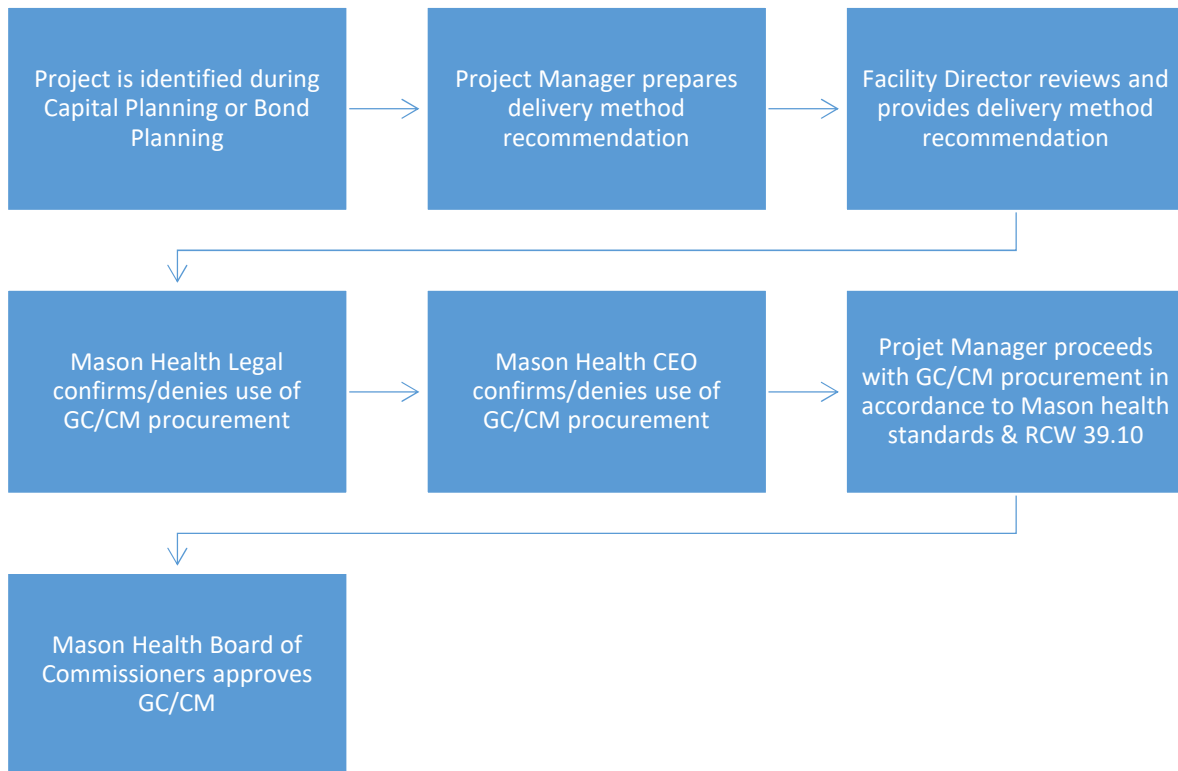 Project is identified during
Capital Planning or Bond
Planning
Project Manager prepares
delivery method
recommendation
Facility Director reviews and
provides delivery method
recommendation
Mason Health Legal
confirms/denies use of
GC/CM procurement
Mason Health CEO
confirms/denies use of
GC/CM procurement
Projet Manager proceeds
with GC/CM procurement in
accordance to Mason health
standards & RCW 39.10
Mason Health Board of
Commissioners approves
GC/CM